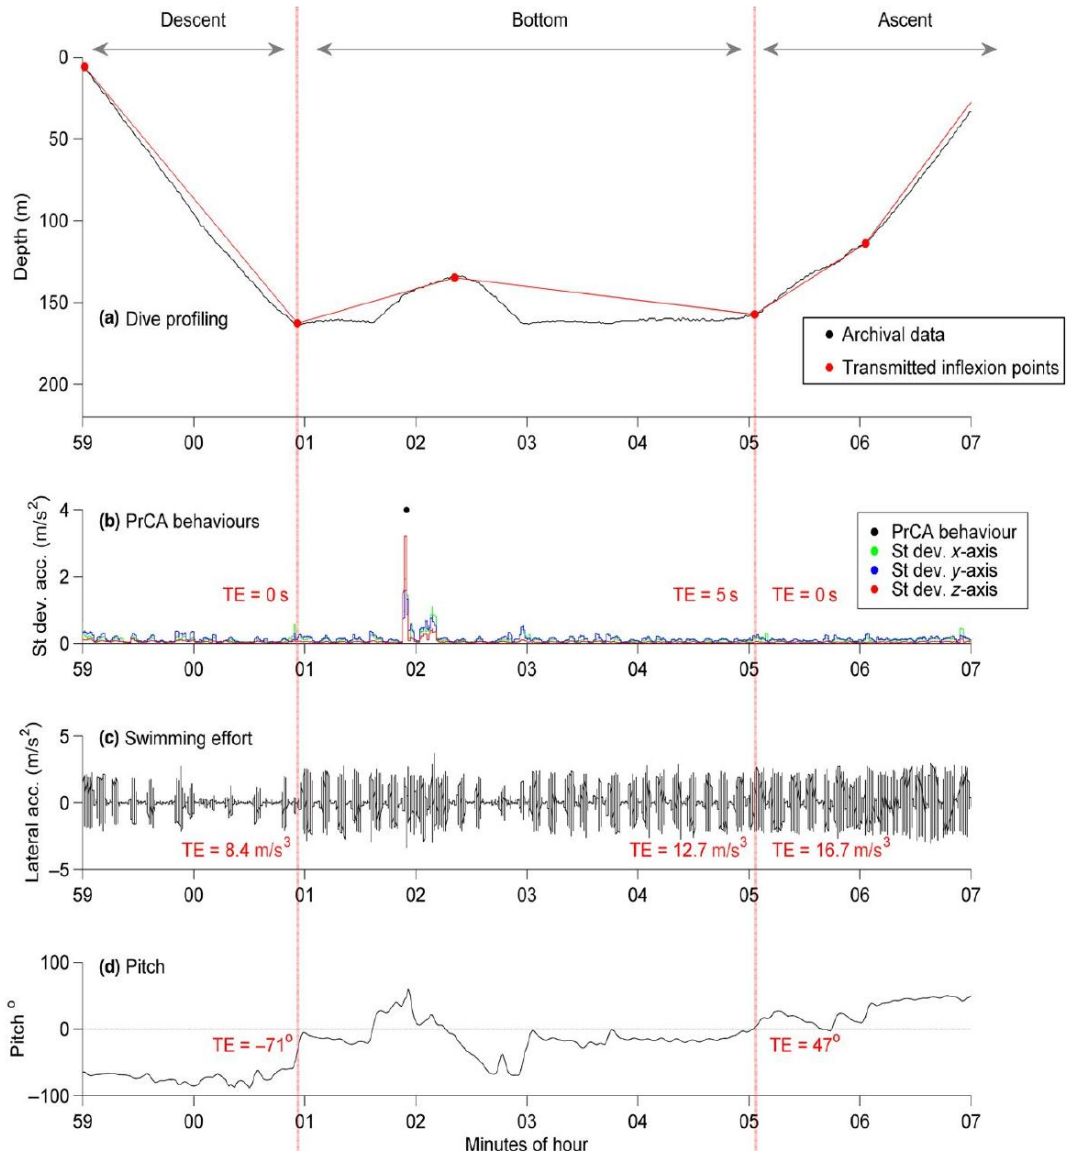 Descent Bottom Ascent
0
50
100
150
200
Depth (m)
(a) Dive profiling
Archival data
Transmitted inflexion points
59 00 01 02 03 04 05 06 07
4
2
0
St dev. acc. (m/s²)
(b) PrCA behaviours
PrCA behaviour
St dev. x-axis
St dev. y-axis
St dev. z-axis
TE = 0 s TE = 5 s TE = 0 s
59 00 01 02 03 04 05 06 07
5
0
−5
Lateral acc. (m/s²)
(c) Swimming effort
TE = 8.4 m/s³ TE = 12.7 m/s³ TE = 16.7 m/s³
59 00 01 02 03 04 05 06 07
100
0
−100
Pitch °
(d) Pitch
TE = −71° TE = 47°
59 00 01 02 03 04 05 06 07
Minutes of hour